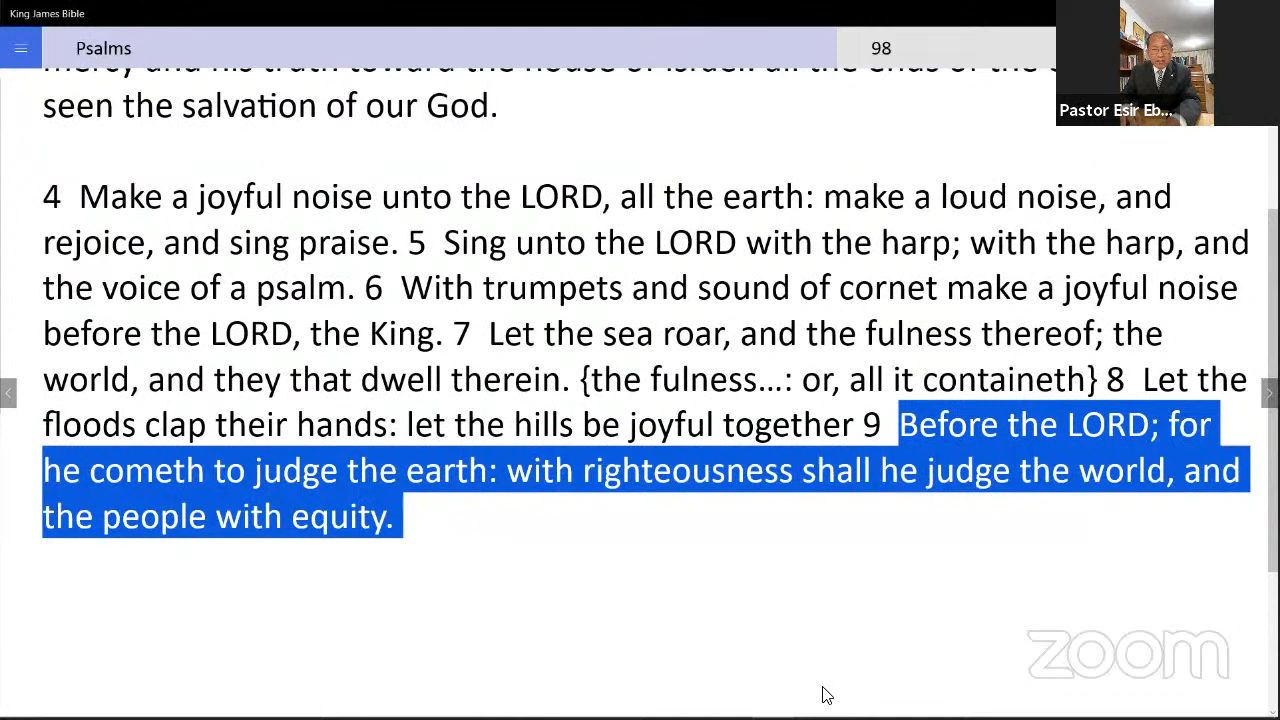 King James Bible
Psalms
98
seen the salvation of our God.
4 Make a joyful noise unto the LORD, all the earth: make a loud noise, and
rejoice, and sing praise. 5 Sing unto the LORD with the harp; with the harp, and
the voice of a psalm. 6 With trumpets and sound of cornet make a joyful noise
before the LORD, the King. 7 Let the sea roar, and the fulness thereof; the
world, and they that dwell therein. {the fulness...: or, all it containeth} 8 Let the
floods clap their hands: let the hills be joyful together 9 Before the LORD; for
he cometh to judge the earth: with righteousness shall he judge the world, and
the people with equity.
Pastor Esir Eb...
zoom